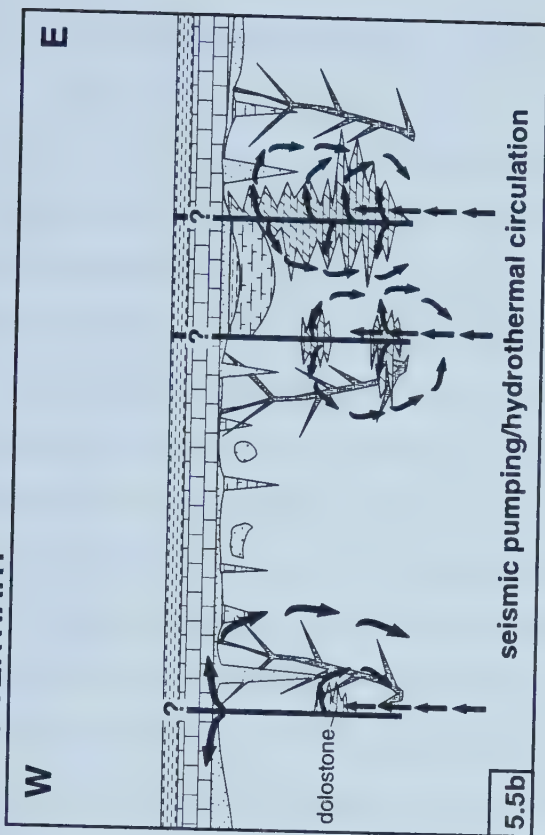 W
E
?
?
?
dolostone
seismic pumping/hydrothermal circulation
5.5b